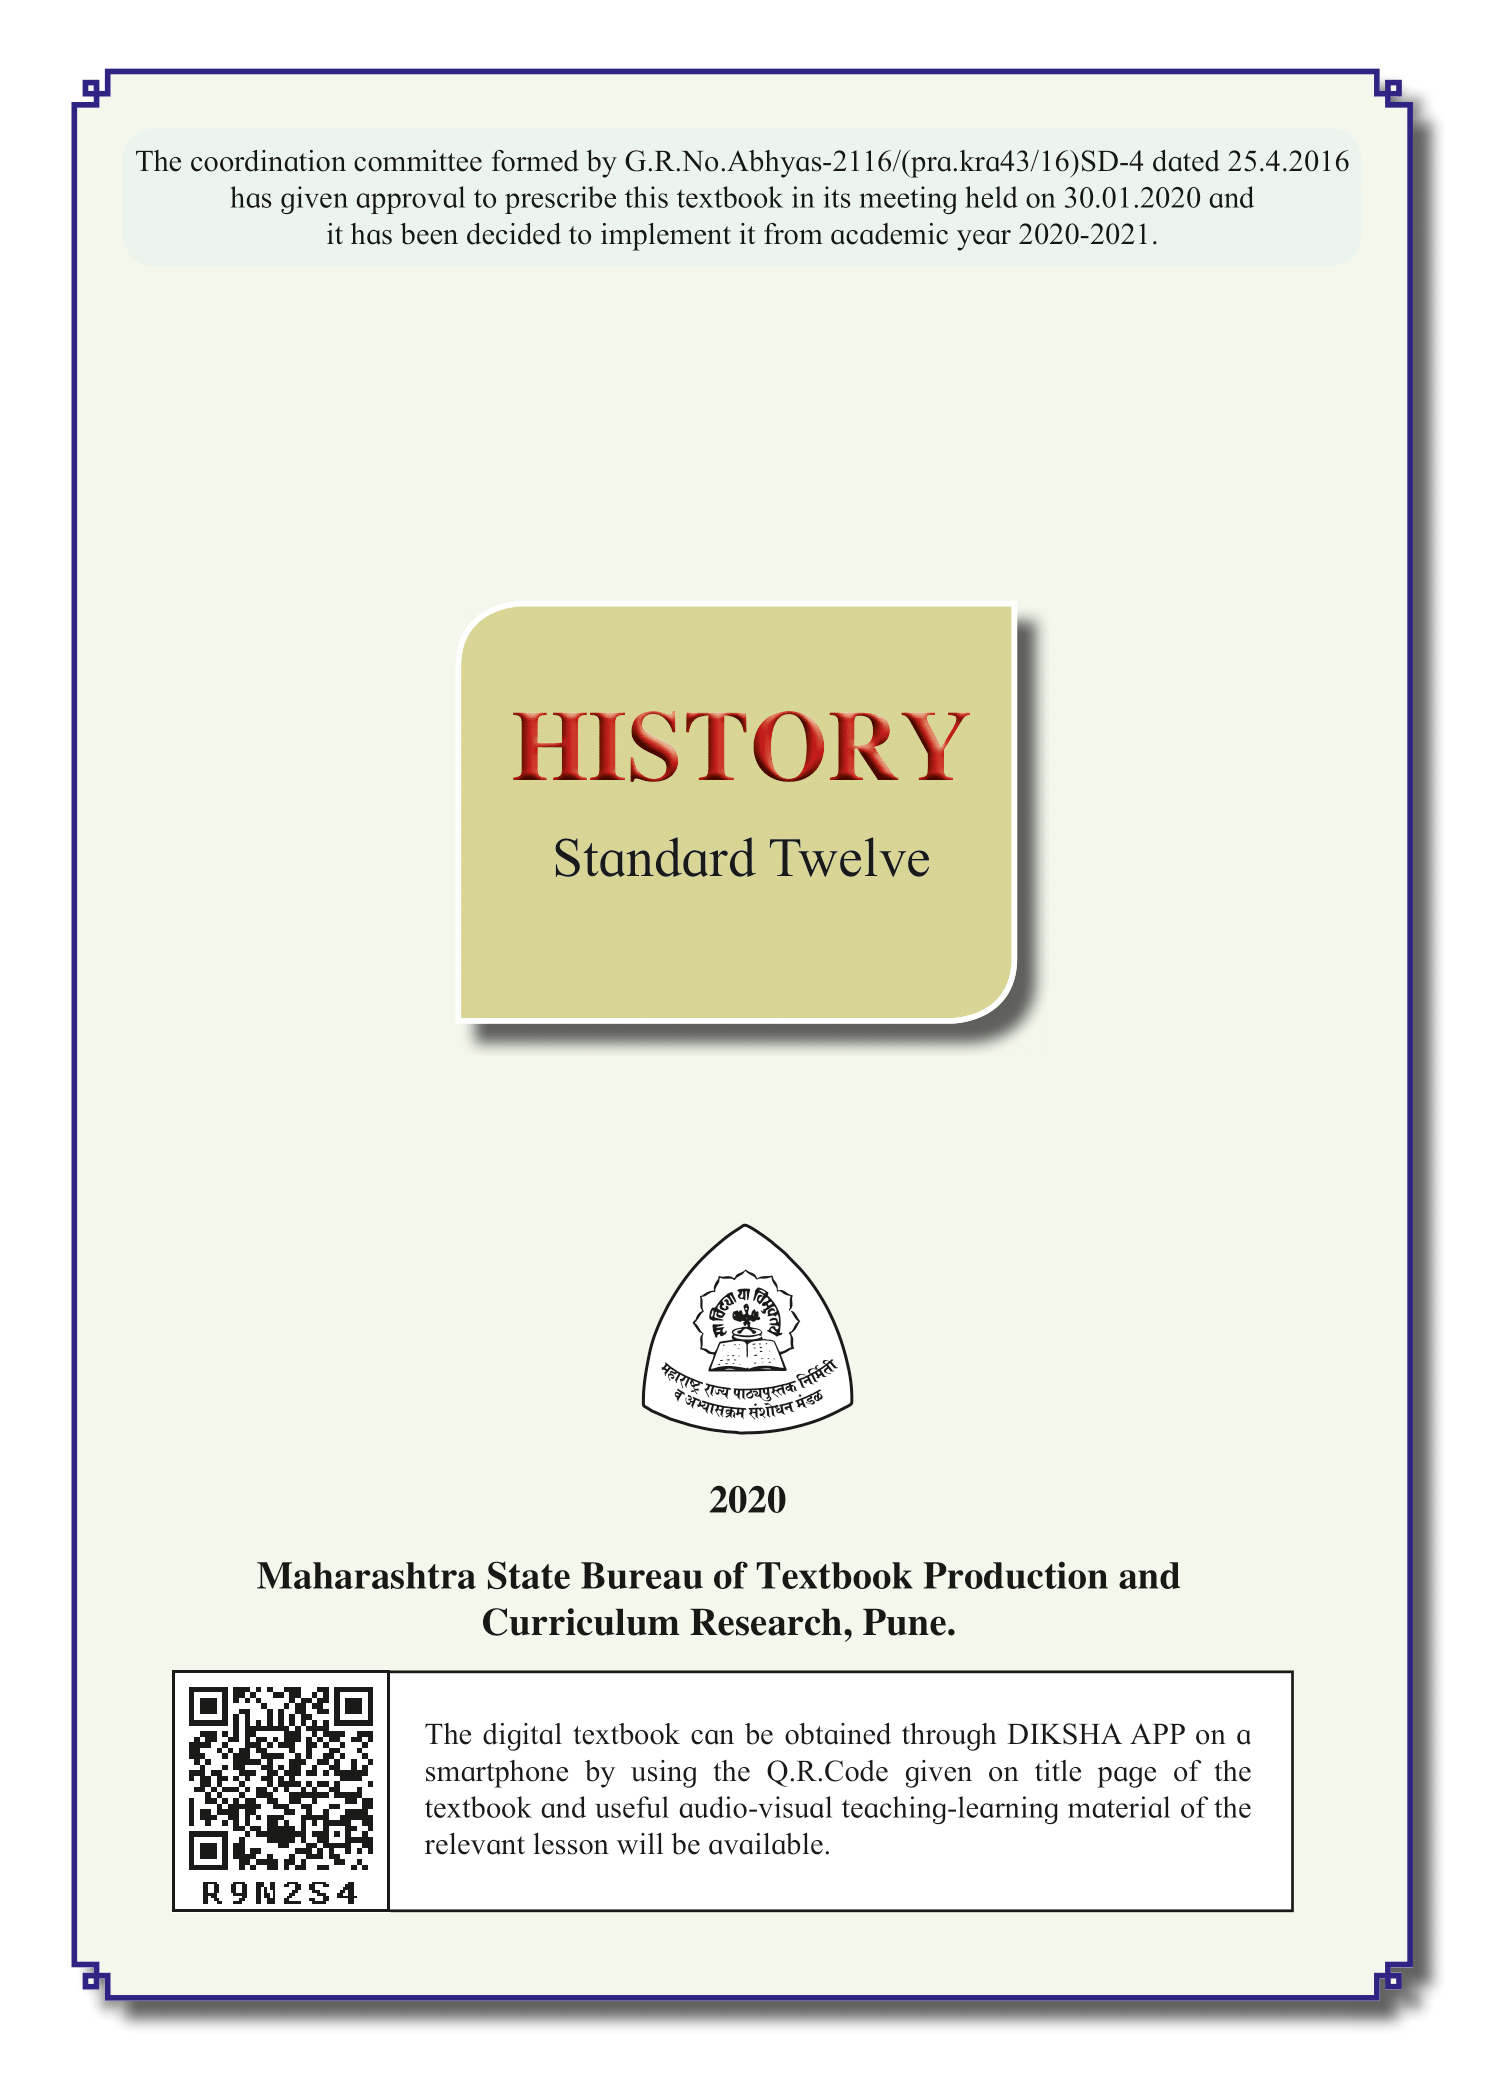 The coordination committee formed by G.R.No.Abhyas-2116/(pra.kra43/16)SD-4 dated 25.4.2016
has given approval to prescribe this textbook in its meeting held on 30.01.2020 and
it has been decided to implement it from academic year 2020-2021.
HISTORY
Standard Twelve
सा विद्या या विमुक्तये
महाराष्ट्र राज्य पाठ्यपुस्तक निर्मिती
व अभ्यासक्रम संशोधन मंडळ
2020
Maharashtra State Bureau of Textbook Production and
Curriculum Research, Pune.
The digital textbook can be obtained through DIKSHA APP on a
smartphone by using the Q.R.Code given on title page of the
textbook and useful audio-visual teaching-learning material of the
relevant lesson will be available.
R9N2S4